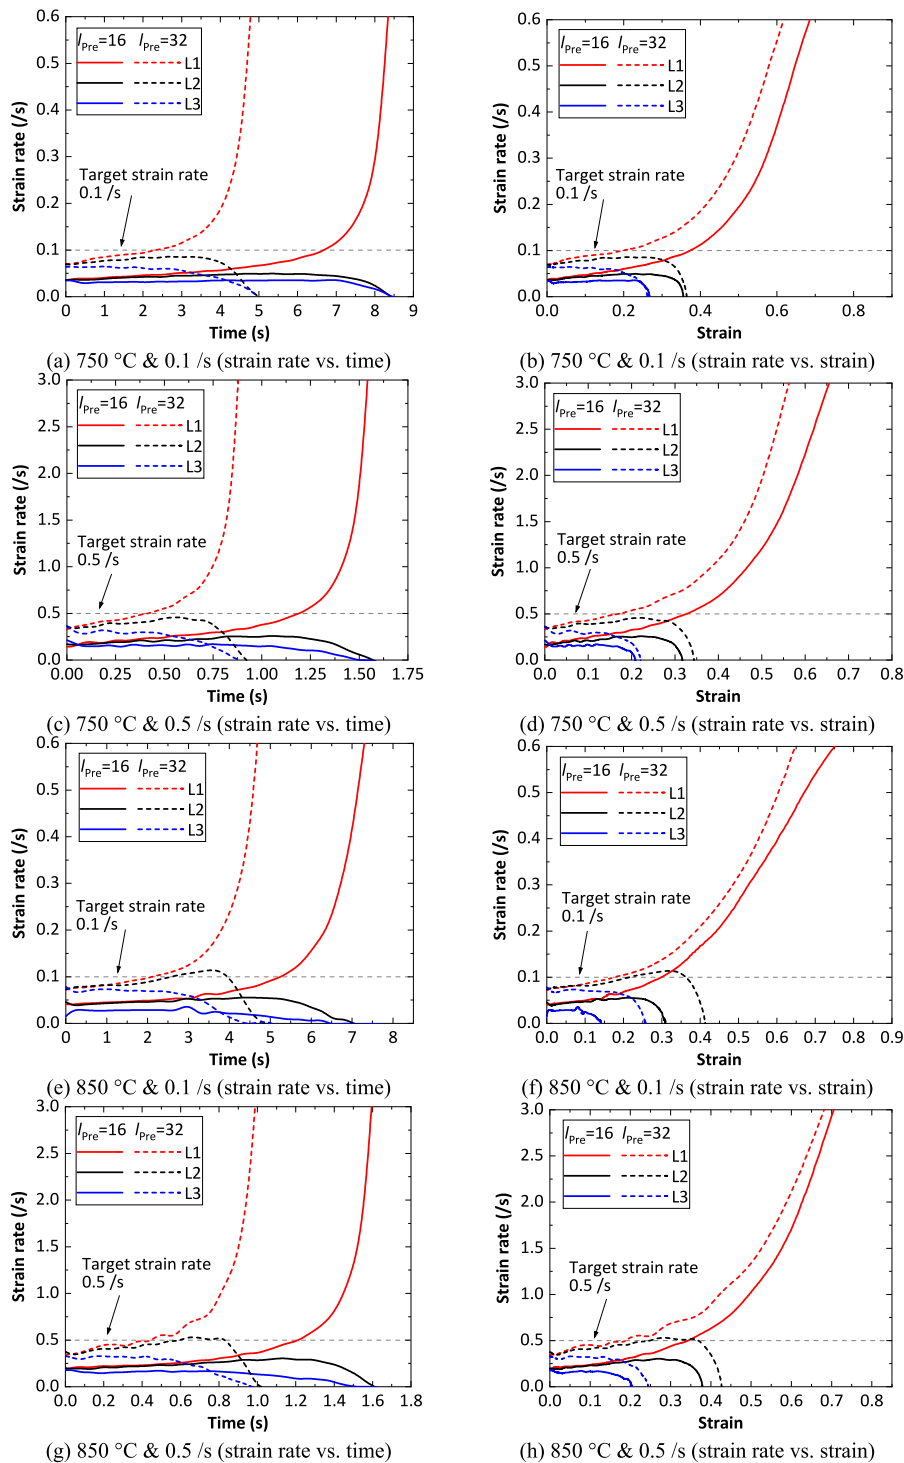 0.6
0.5
0.4
0.3
0.2
0.1
0.0
Strain rate (/s)
l Pre=16 l Pre=32
L1
L2
L3
Target strain rate
0.1 /s
0 1 2 3 4 5 6 7 8 9
Time (s)
(a) 750 °C & 0.1 /s (strain rate vs. time)
0.6
0.5
0.4
0.3
0.2
0.1
0.0
Strain rate (/s)
l Pre=16 l Pre=32
L1
L2
L3
Target strain rate
0.1 /s
0.0 0.2 0.4 0.6 0.8
Strain
(b) 750 °C & 0.1 /s (strain rate vs. strain)
3.0
2.5
2.0
1.5
1.0
0.5
0.0
Strain rate (/s)
l Pre=16 l Pre=32
L1
L2
L3
Target strain rate
0.5 /s
0.00 0.25 0.50 0.75 1.00 1.25 1.50 1.75
Time (s)
(c) 750 °C & 0.5 /s (strain rate vs. time)
3.0
2.5
2.0
1.5
1.0
0.5
0.0
Strain rate (/s)
l Pre=16 l Pre=32
L1
L2
L3
Target strain rate
0.5 /s
0.0 0.1 0.2 0.3 0.4 0.5 0.6 0.7 0.8
Strain
(d) 750 °C & 0.5 /s (strain rate vs. strain)
0.6
0.5
0.4
0.3
0.2
0.1
0.0
Strain rate (/s)
l Pre=16 l Pre=32
L1
L2
L3
Target strain rate
0.1 /s
0 1 2 3 4 5 6 7 8
Time (s)
(e) 850 °C & 0.1 /s (strain rate vs. time)
0.6
0.5
0.4
0.3
0.2
0.1
0.0
Strain rate (/s)
l Pre=16 l Pre=32
L1
L2
L3
Target strain rate
0.1 /s
0.0 0.1 0.2 0.3 0.4 0.5 0.6 0.7 0.8 0.9
Strain
(f) 850 °C & 0.1 /s (strain rate vs. strain)
3.0
2.5
2.0
1.5
1.0
0.5
0.0
Strain rate (/s)
l Pre=16 l Pre=32
L1
L2
L3
Target strain rate
0.5 /s
0.0 0.2 0.4 0.6 0.8 1.0 1.2 1.4 1.6 1.8
Time (s)
(g) 850 °C & 0.5 /s (strain rate vs. time)
3.0
2.5
2.0
1.5
1.0
0.5
0.0
Strain rate (/s)
l Pre=16 l Pre=32
L1
L2
L3
Target strain rate
0.5 /s
0.0 0.1 0.2 0.3 0.4 0.5 0.6 0.7 0.8
Strain
(h) 850 °C & 0.5 /s (strain rate vs. strain)